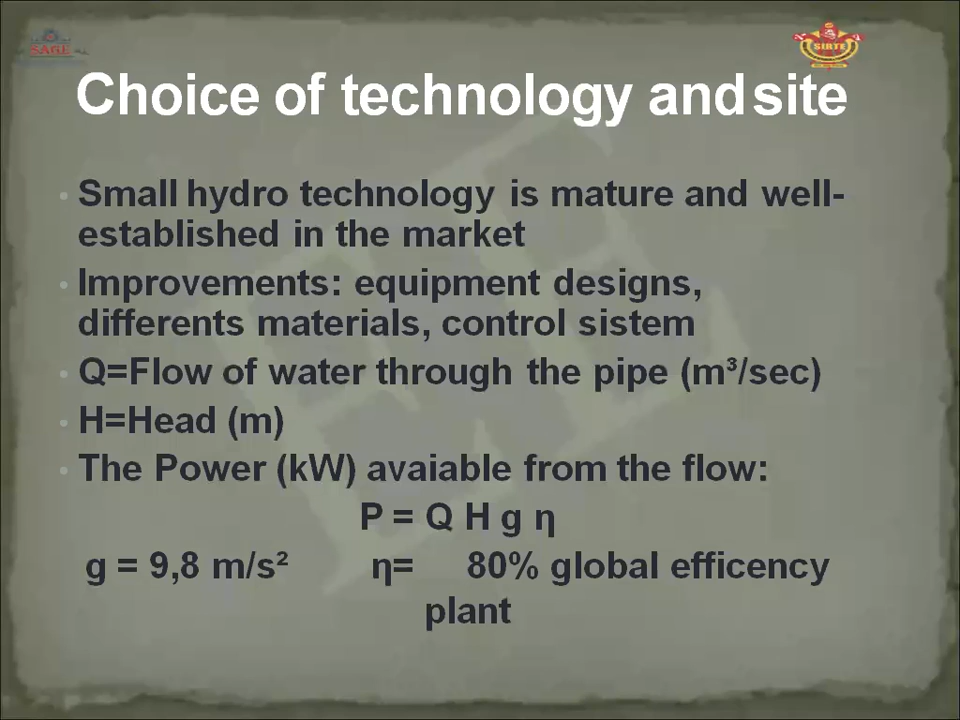 SAGE
SIRTE
Choice of technology and site
Small hydro technology is mature and well-
established in the market
Improvements: equipment designs,
differents materials, control sistem
Q=Flow of water through the pipe (m³/sec)
H=Head (m)
The Power (kW) avaiable from the flow:
P = Q H g η
g = 9,8 m/s² η= 80% global efficency
plant